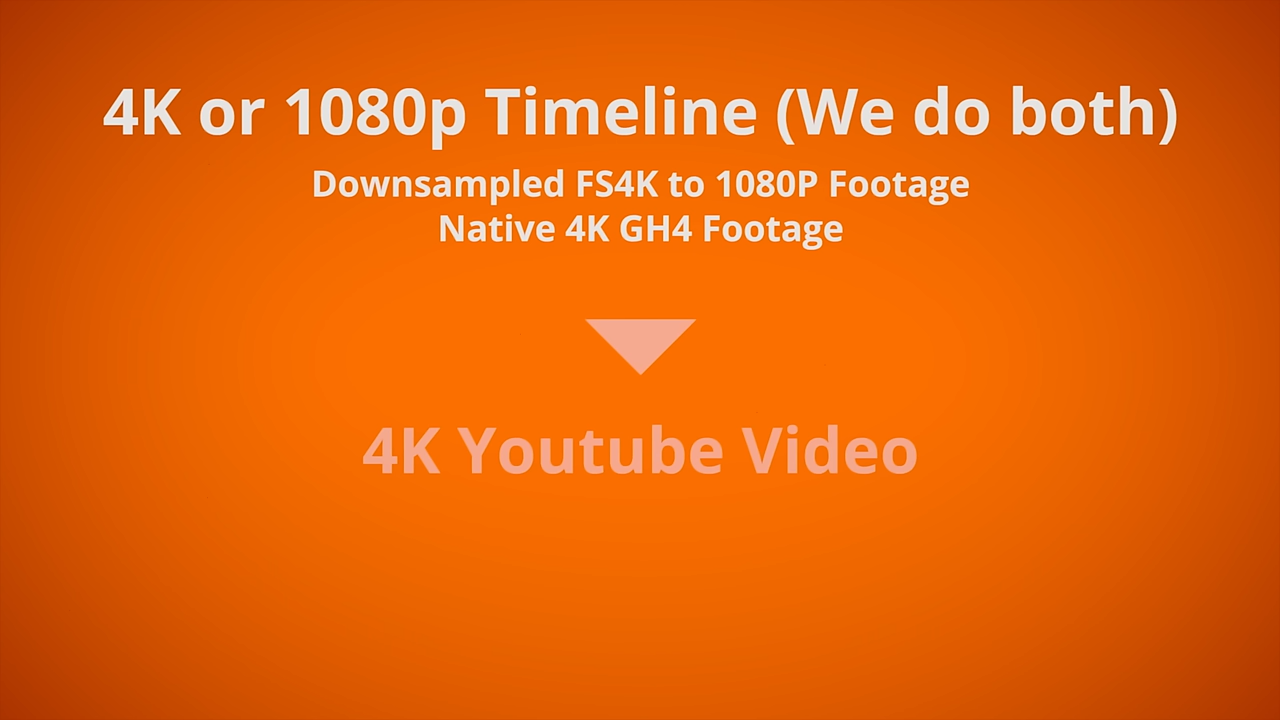 4K or 1080p Timeline (We do both)
Downsampled FS4K to 1080P Footage
Native 4K GH4 Footage
4K Youtube Video